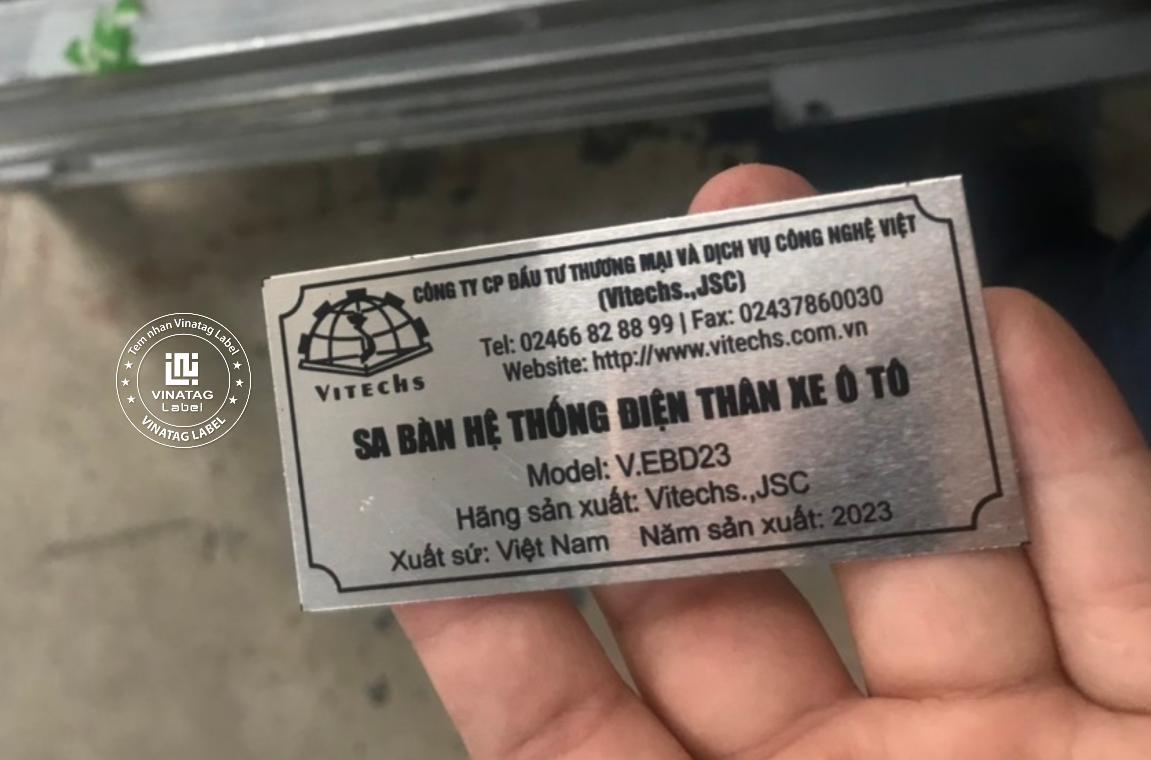 CÔNG TY CP ĐẦU TƯ THƯƠNG MẠI VÀ DỊCH VỤ CÔNG NGHỆ VIỆT
(Vitechs.,JSC)
Tel: 02466 82 88 99 | Fax: 02437860030
Website: http://www.vitechs.com.vn
VITECHS
SA BÀN HỆ THỐNG ĐIỆN THÂN XE Ô TÔ
Model: V.EBD23
Hãng sản xuất: Vitechs.,JSC
Xuất sứ: Việt Nam Năm sản xuất: 2023
Tem nhan Vinatag Label
VINATAG
Label
VINATAG LABEL